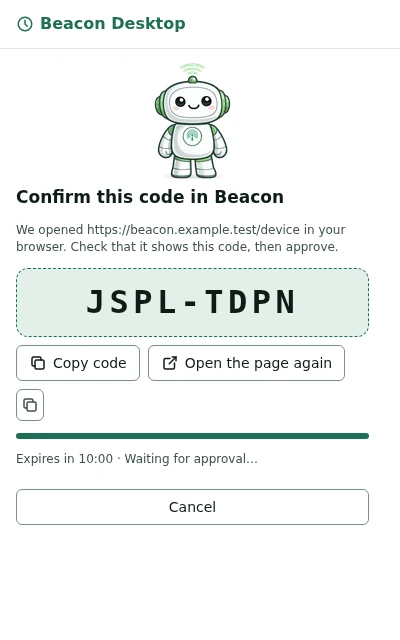 Beacon Desktop
Confirm this code in Beacon
We opened https://beacon.example.test/device in your
browser. Check that it shows this code, then approve.
JSPL-TDPN
Copy code
Open the page again
Expires in 10:00 · Waiting for approval…
Cancel